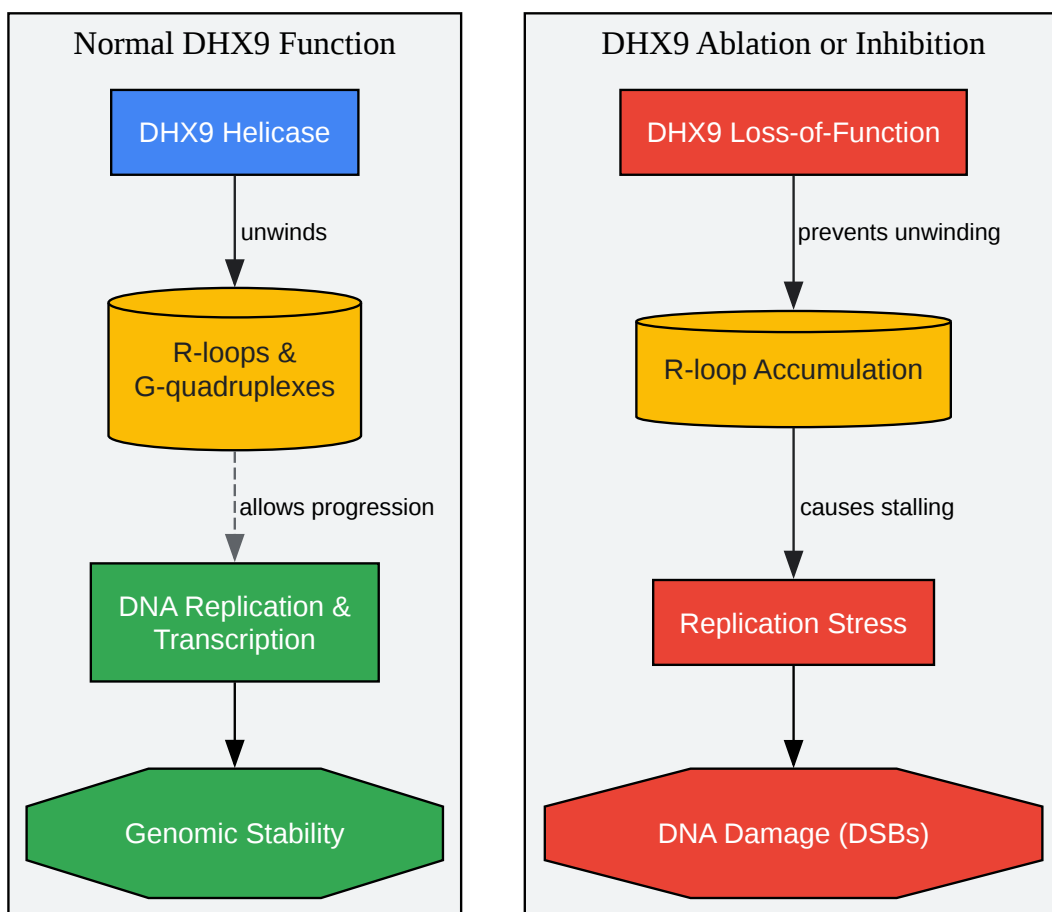 Normal DHX9 Function
DHX9 Helicase
unwinds
R-loops &
G-quadruplexes
allows progression
DNA Replication &
Transcription
Genomic Stability
DHX9 Ablation or Inhibition
DHX9 Loss-of-Function
prevents unwinding
R-loop Accumulation
causes stalling
Replication Stress
DNA Damage (DSBs)